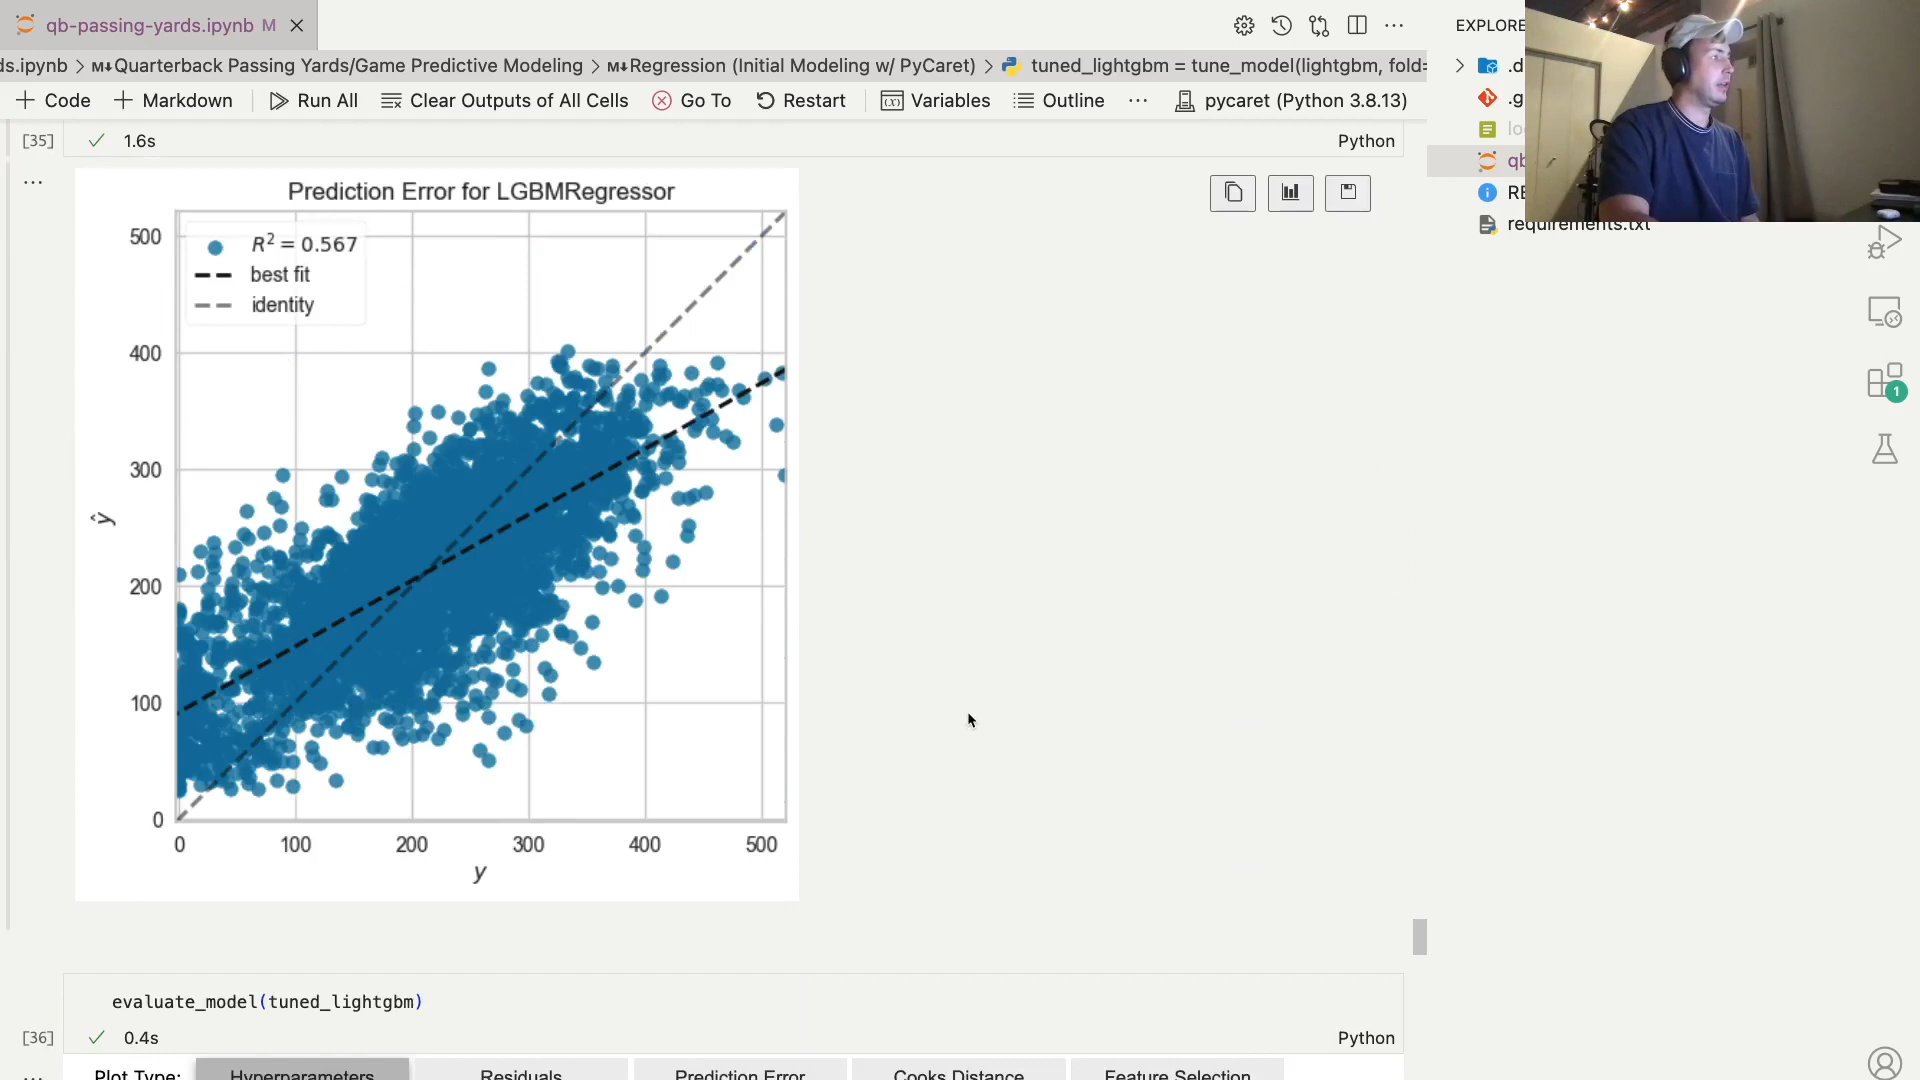 qb-passing-yards.ipynb M
EXPLORE
ds.ipynb > M↓Quarterback Passing Yards/Game Predictive Modeling > M↓Regression (Initial Modeling w/ PyCaret) > tuned_lightgbm = tune_model(lightgbm, fold=
Code Markdown Run All Clear Outputs of All Cells Go To Restart Variables Outline ··· pycaret (Python 3.8.13)
.d
.g
lo
qb
RE
requirements.txt
[35] 1.6s Python
Prediction Error for LGBMRegressor
R² = 0.567
best fit
identity
500
400
300
200
100
0
ŷ
0 100 200 300 400 500
y
1
evaluate_model(tuned_lightgbm)
[36] 0.4s Python
Plot Type: Hyperparameters Residuals Prediction Error Cooks Distance Feature Selection